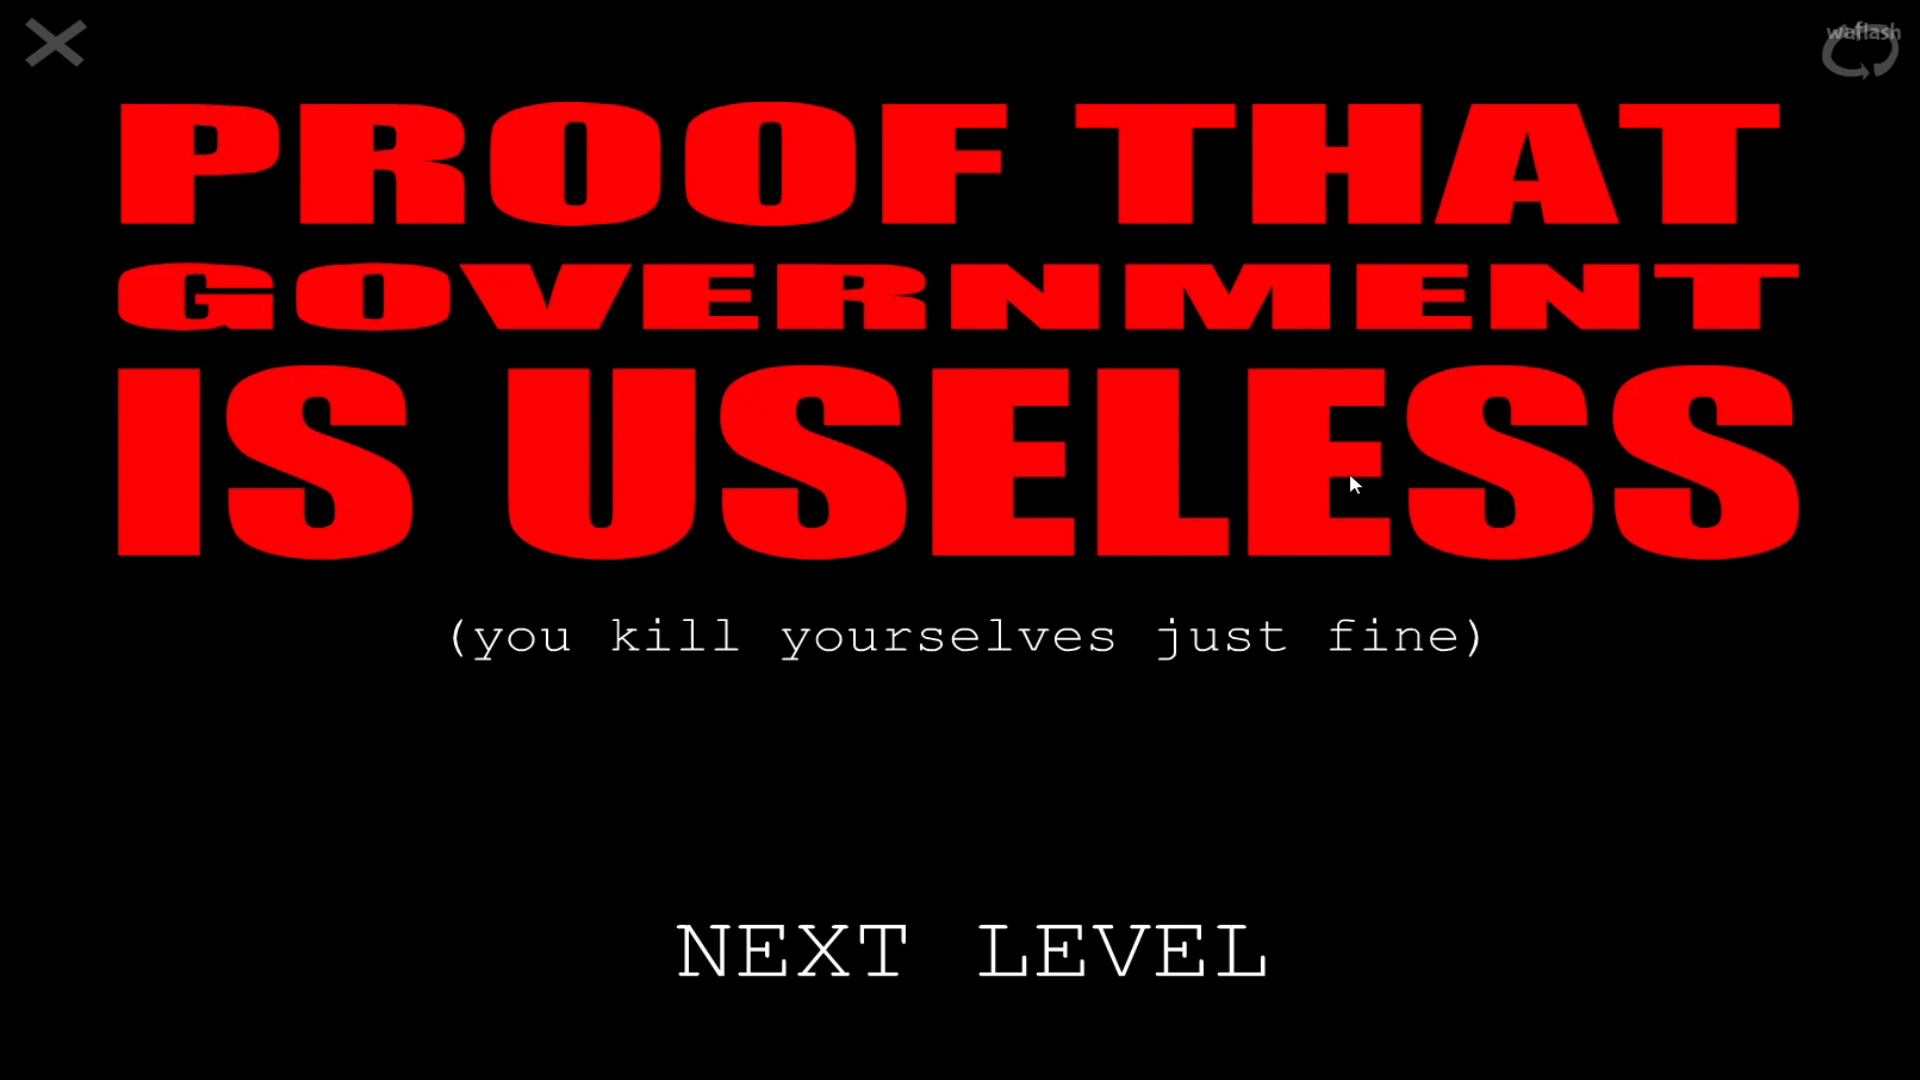 waflash
PROOF THAT
GOVERNMENT
IS USELESS
(you kill yourselves just fine)
NEXT LEVEL